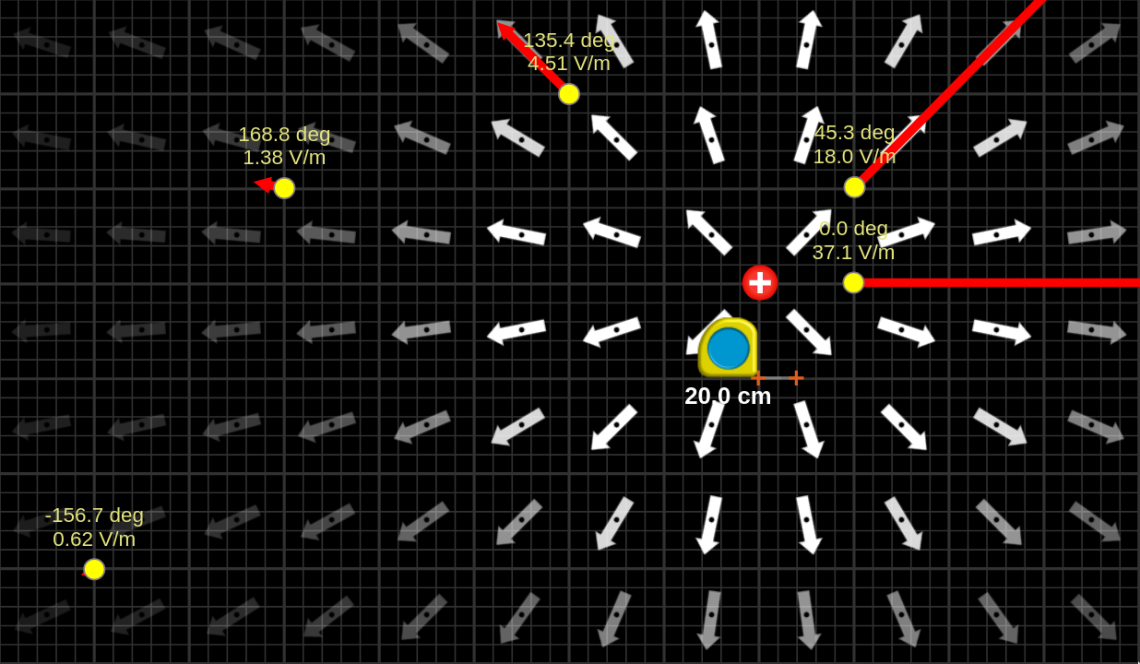 135.4 deg
4.51 V/m
168.8 deg
1.38 V/m
45.3 deg
18.0 V/m
0.0 deg
37.1 V/m
20.0 cm
-156.7 deg
0.62 V/m